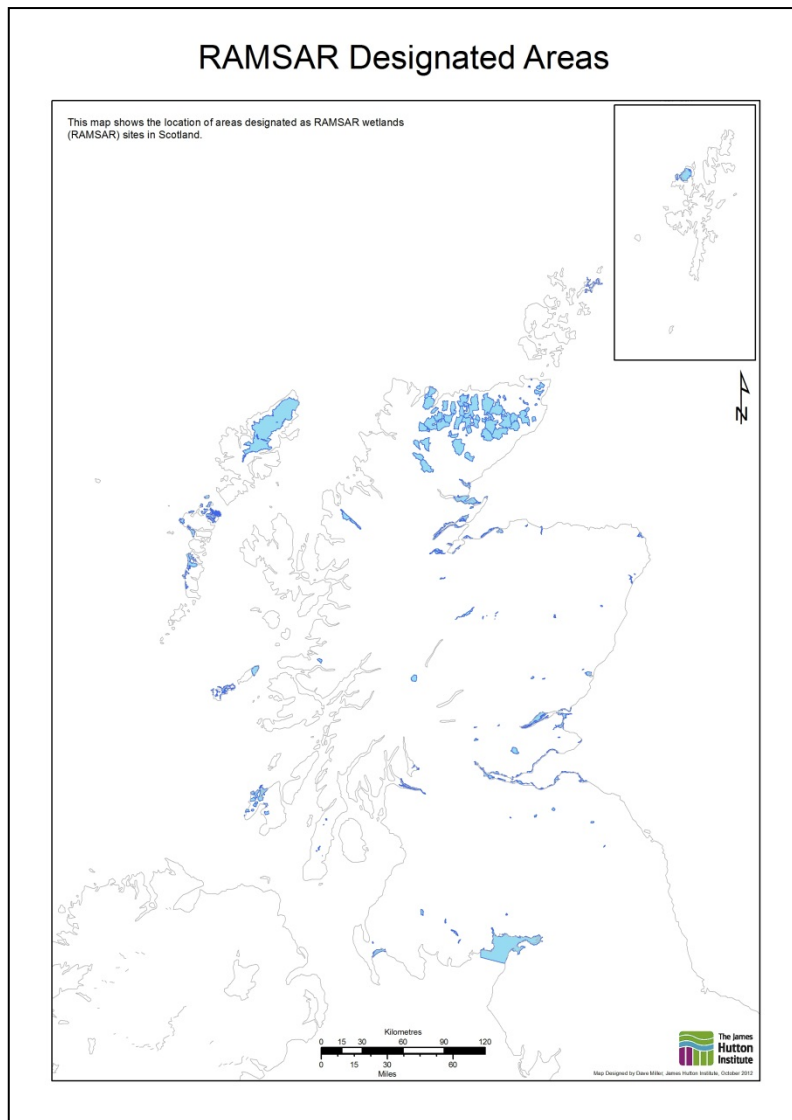 RAMSAR Designated Areas
This map shows the location of areas designated as RAMSAR wetlands
(RAMSAR) sites in Scotland.
N
Kilometres
0 15 30 60 90 120
0 15 30 60
Miles
The James
Hutton
Institute
Map Designed by Dave Miller, James Hutton Institute, October 2012